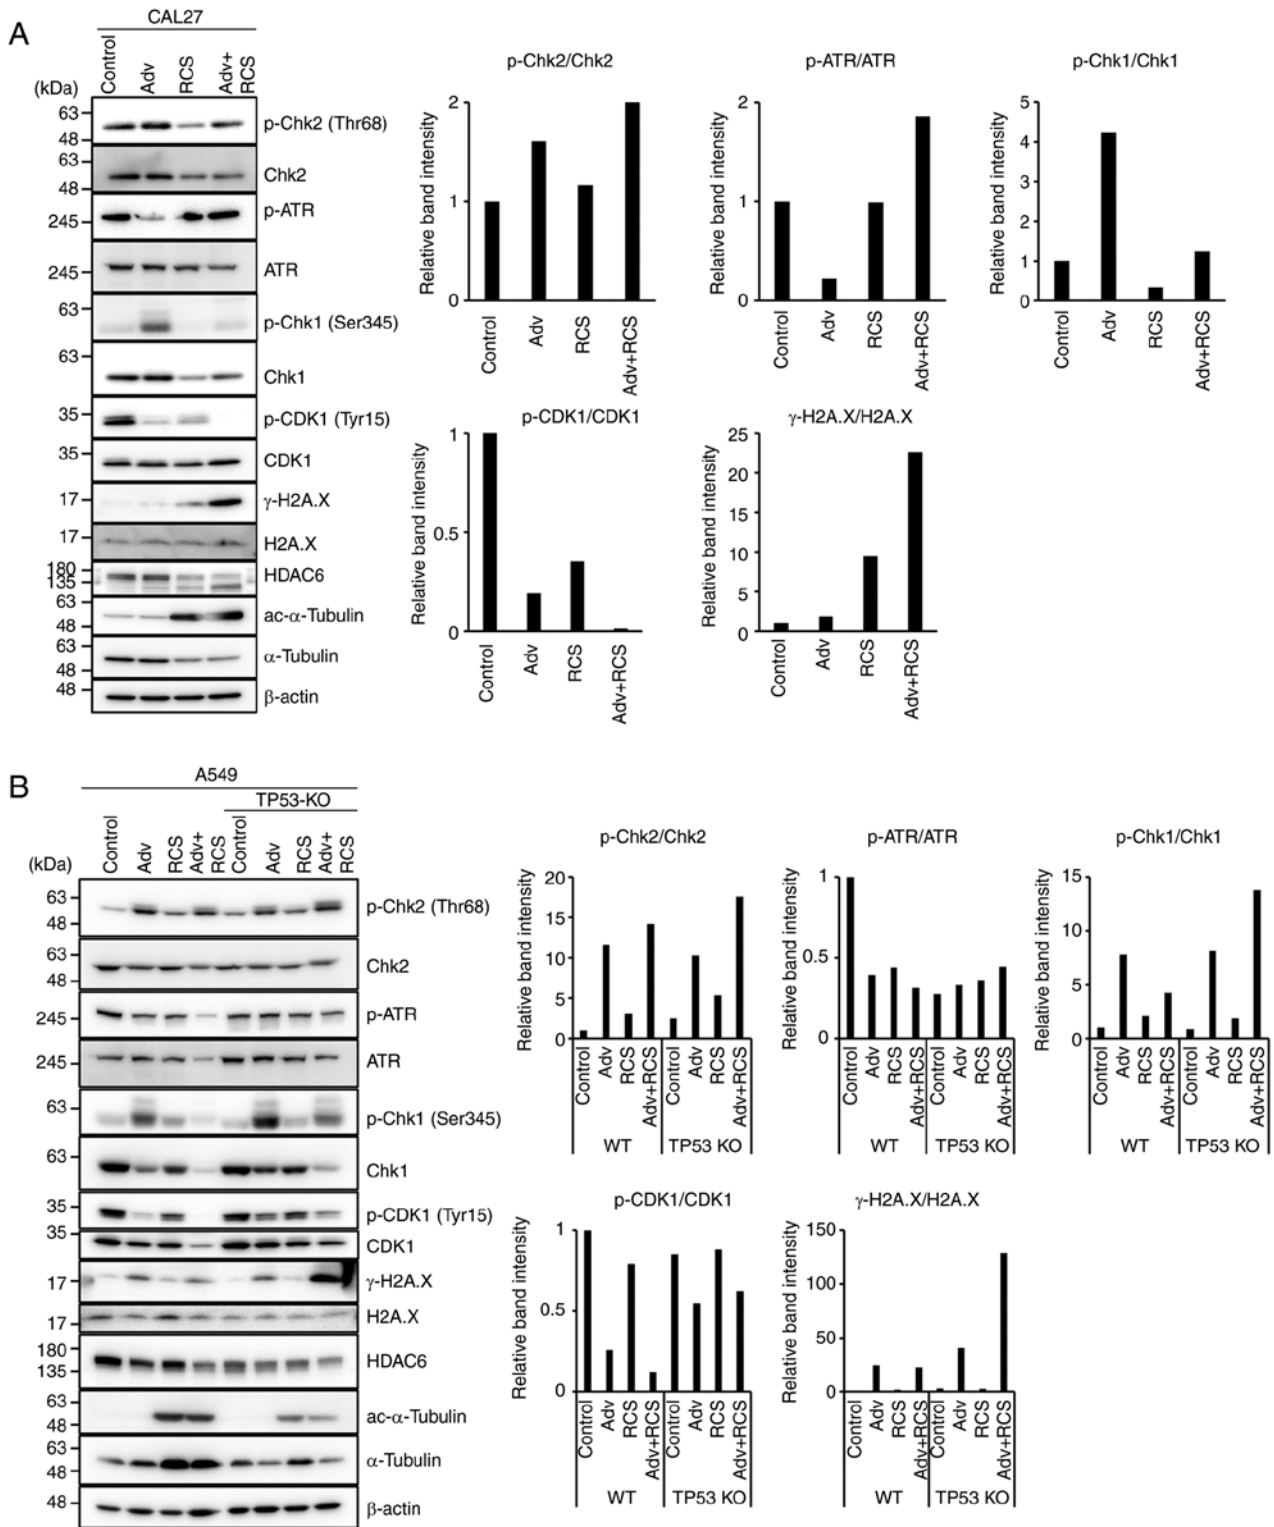 A
CAL27
Control
Adv
RCS
Adv+
RCS
(kDa)
63
48
p-Chk2 (Thr68)
63
48
Chk2
245
p-ATR
245
ATR
63
p-Chk1 (Ser345)
63
Chk1
35
p-CDK1 (Tyr15)
35
CDK1
17
γ-H2A.X
17
H2A.X
180
135
HDAC6
63
48
ac-α-Tubulin
63
48
α-Tubulin
48
β-actin
p-Chk2/Chk2
Relative band intensity
2
1
0
Control
Adv
RCS
Adv+RCS
p-ATR/ATR
Relative band intensity
2
1
0
Control
Adv
RCS
Adv+RCS
p-Chk1/Chk1
Relative band intensity
5
4
3
2
1
0
Control
Adv
RCS
Adv+RCS
p-CDK1/CDK1
Relative band intensity
1
0.5
0
Control
Adv
RCS
Adv+RCS
γ-H2A.X/H2A.X
Relative band intensity
25
20
15
10
5
0
Control
Adv
RCS
Adv+RCS
B
A549
TP53-KO
Control
Adv
RCS
Adv+
RCS
Control
Adv
RCS
Adv+
RCS
(kDa)
63
48
p-Chk2 (Thr68)
63
48
Chk2
245
p-ATR
245
ATR
63
p-Chk1 (Ser345)
63
Chk1
35
p-CDK1 (Tyr15)
35
CDK1
17
γ-H2A.X
17
H2A.X
180
135
HDAC6
63
48
ac-α-Tubulin
63
48
α-Tubulin
48
β-actin
p-Chk2/Chk2
Relative band intensity
20
15
10
5
0
Control
Adv
RCS
Adv+RCS
Control
Adv
RCS
Adv+RCS
WT
TP53 KO
p-ATR/ATR
Relative band intensity
1
0.5
0
Control
Adv
RCS
Adv+RCS
Control
Adv
RCS
Adv+RCS
WT
TP53 KO
p-Chk1/Chk1
Relative band intensity
15
10
5
0
Control
Adv
RCS
Adv+RCS
Control
Adv
RCS
Adv+RCS
WT
TP53 KO
p-CDK1/CDK1
Relative band intensity
1
0.5
0
Control
Adv
RCS
Adv+RCS
Control
Adv
RCS
Adv+RCS
WT
TP53 KO
γ-H2A.X/H2A.X
Relative band intensity
150
100
50
0
Control
Adv
RCS
Adv+RCS
Control
Adv
RCS
Adv+RCS
WT
TP53 KO